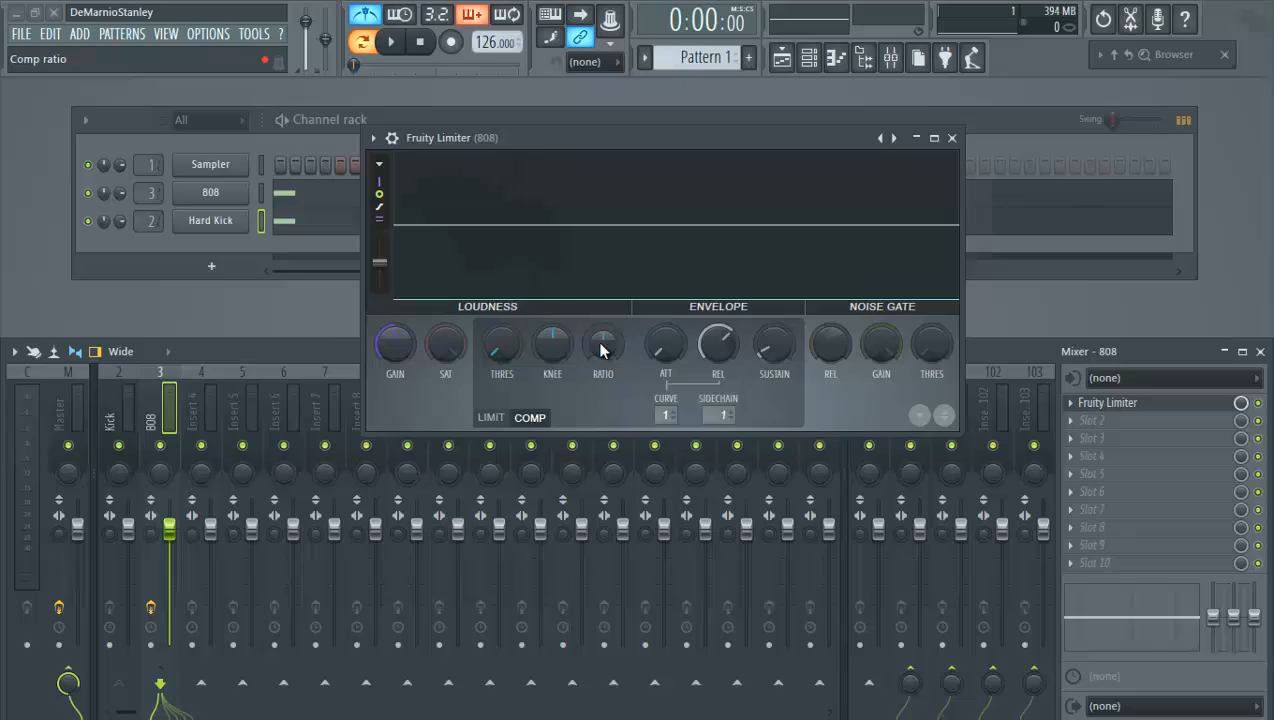 DeMarnioStanley
FILE EDIT ADD PATTERNS VIEW OPTIONS TOOLS ?
Comp ratio
3.2
126.000
(none)
0:00:00
M:S:CS
Pattern 1
1
394 MB
0
Browser
All
Channel rack
Swing
1 Sampler
3 808
2 Hard Kick
Fruity Limiter (808)
LOUDNESS
ENVELOPE
NOISE GATE
GAIN
SAT
THRES
KNEE
RATIO
ATT
REL
SUSTAIN
REL
GAIN
THRES
CURVE
SIDECHAIN
LIMIT
COMP
1
1
Wide
C M 2 3 4 5 6 7 102 103
Master
Kick
808
Insert 4
Insert 5
Insert 6
Insert 7
Mixer - 808
(none)
Fruity Limiter
Slot 2
Slot 3
Slot 4
Slot 5
Slot 6
Slot 7
Slot 8
Slot 9
Slot 10
(none)
(none)